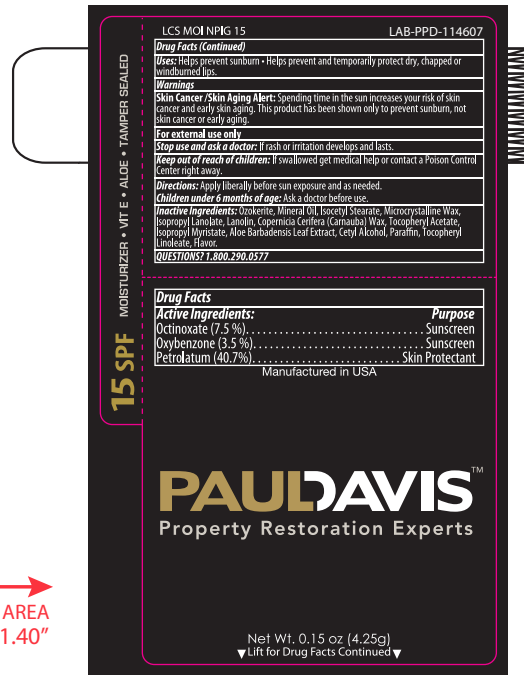 LCS MOI NPIG 15 LAB-PPD-114607
Drug Facts (Continued)
Uses: Helps prevent sunburn • Helps prevent and temporarily protect dry, chapped or
windburned lips.
Warnings
Skin Cancer /Skin Aging Alert: Spending time in the sun increases your risk of skin
cancer and early skin aging. This product has been shown only to prevent sunburn, not
skin cancer or early aging.
For external use only
Stop use and ask a doctor: If rash or irritation develops and lasts.
Keep out of reach of children: If swallowed get medical help or contact a Poison Control
Center right away.
Directions: Apply liberally before sun exposure and as needed.
Children under 6 months of age: Ask a doctor before use.
Inactive Ingredients: Ozokerite, Mineral Oil, Isocetyl Stearate, Microcrystalline Wax,
Isopropyl Lanolate, Lanolin, Copernicia Cerifera (Carnauba) Wax, Tocopheryl Acetate,
Isopropyl Myristate, Aloe Barbadensis Leaf Extract, Cetyl Alcohol, Paraffin, Tocopheryl
Linoleate, Flavor.
QUESTIONS? 1.800.290.0577
15 SPF MOISTURIZER • VIT E • ALOE • TAMPER SEALED
Drug Facts
Active Ingredients: Purpose
Octinoxate (7.5 %)................................. Sunscreen
Oxybenzone (3.5 %)................................ Sunscreen
Petrolatum (40.7%)........................... Skin Protectant
Manufactured in USA
PAULDAVIS™
Property Restoration Experts
AREA
1.40”
Net Wt. 0.15 oz (4.25g)
▼Lift for Drug Facts Continued▼